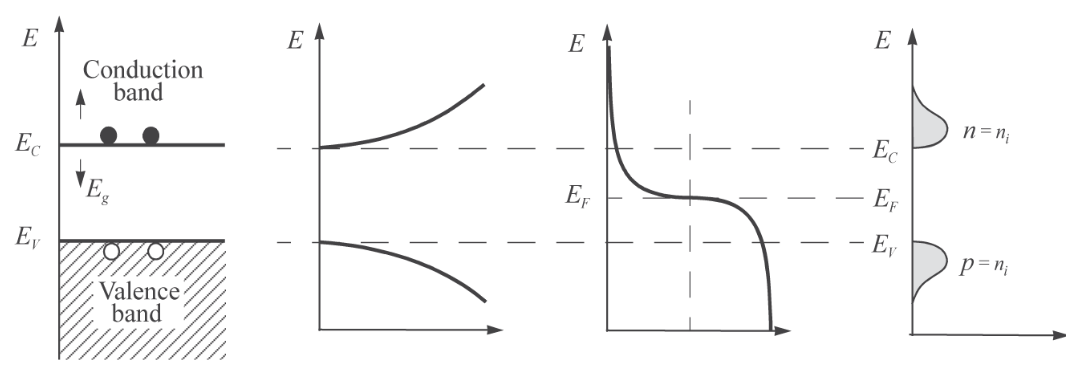 E
Conduction
band
E_C
E_g
E_V
Valence
band
E
E
E_F
E
n = n_i
E_C
E_F
E_V
p = n_i